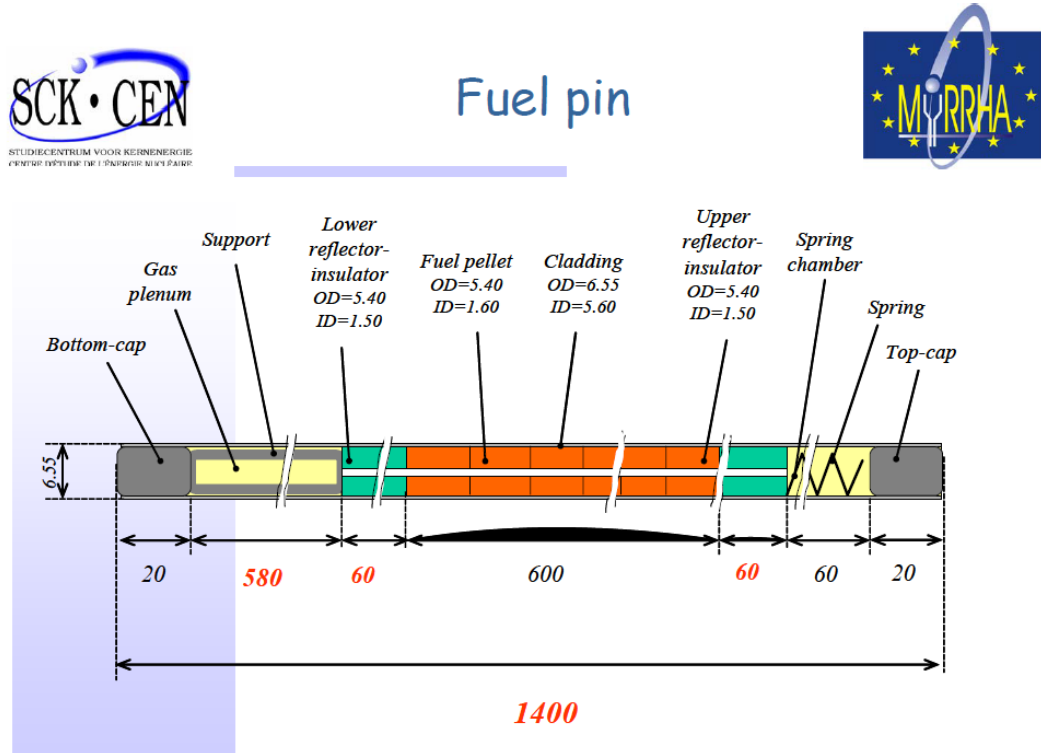 SCK • CEN
STUDIECENTRUM VOOR KERNENERGIE
CENTRE D'ÉTUDE DE L'ÉNERGIE NUCLÉAIRE
Fuel pin
MYRRHA
Bottom-cap
Gas
plenum
Support
Lower
reflector-
insulator
OD=5.40
ID=1.50
Fuel pellet
OD=5.40
ID=1.60
Cladding
OD=6.55
ID=5.60
Upper
reflector-
insulator
OD=5.40
ID=1.50
Spring
chamber
Spring
Top-cap
6.55
20
580
60
600
60
60
20
1400